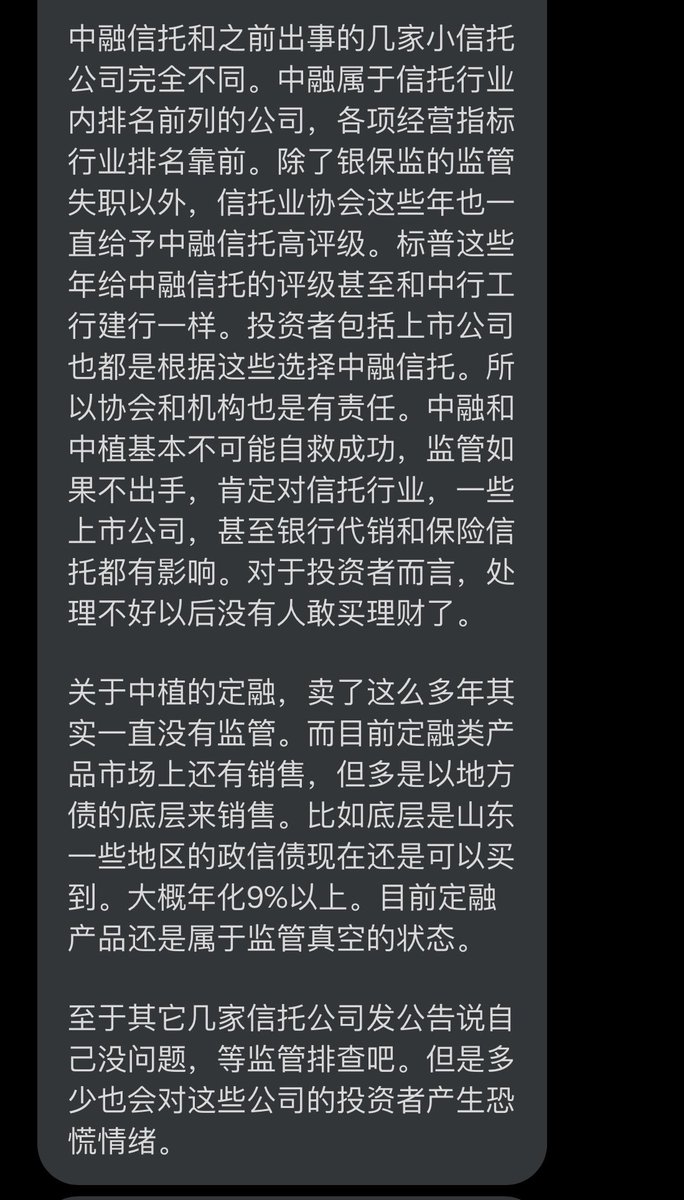 中融信托和之前出事的几家小信托
公司完全不同。中融属于信托行业
内排名前列的公司，各项经营指标
行业排名靠前。除了银保监的监管
失职以外，信托业协会这些年也一
直给予中融信托高评级。标普这些
年给中融信托的评级甚至和中行工
行建行一样。投资者包括上市公司
也都是根据这些选择中融信托。所
以协会和机构也是有责任。中融和
中植基本不可能自救成功，监管如
果不出手，肯定对信托行业，一些
上市公司，甚至银行代销和保险信
托都有影响。对于投资者而言，处
理不好以后没有人敢买理财了。
关于中植的定融，卖了这么多年其
实一直没有监管。而目前定融类产
品市场上还有销售，但多是以地方
债的底层来销售。比如底层是山东
一些地区的政信债现在还是可以买
到。大概年化9%以上。目前定融
产品还是属于监管真空的状态。
至于其它几家信托公司发公告说自
己没问题，等监管排查吧。但是多
少也会对这些公司的投资者产生恐
慌情绪。